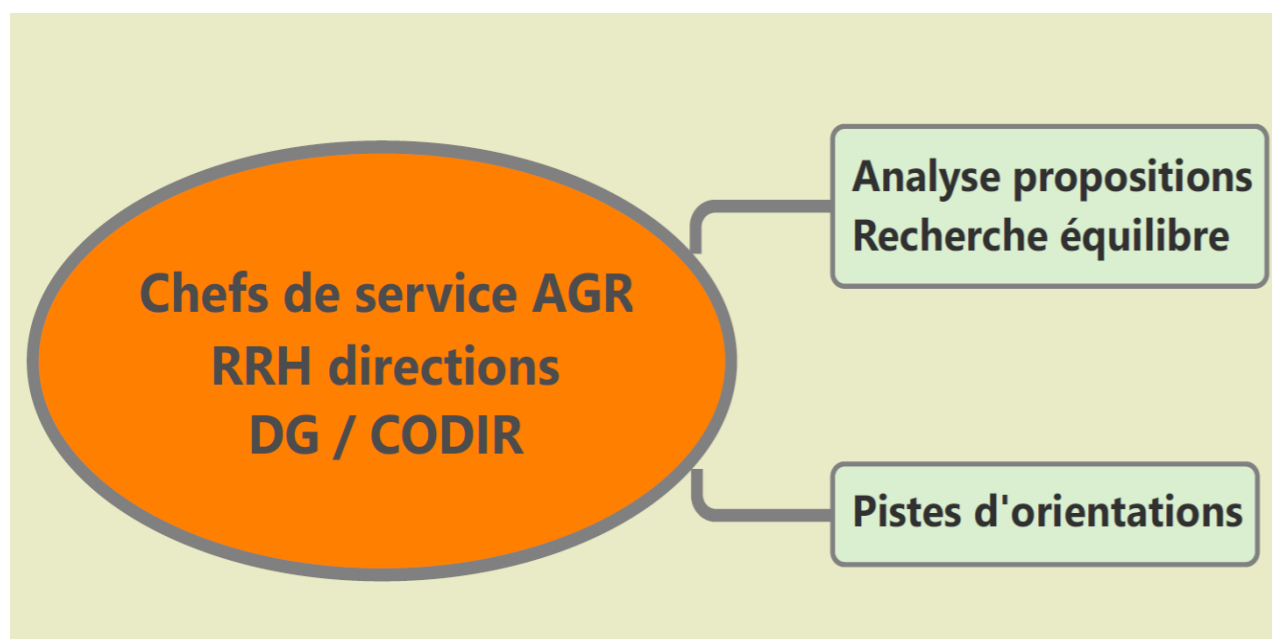 Chefs de service AGR
RRH directions
DG / CODIR
Analyse propositions
Recherche équilibre
Pistes d'orientations